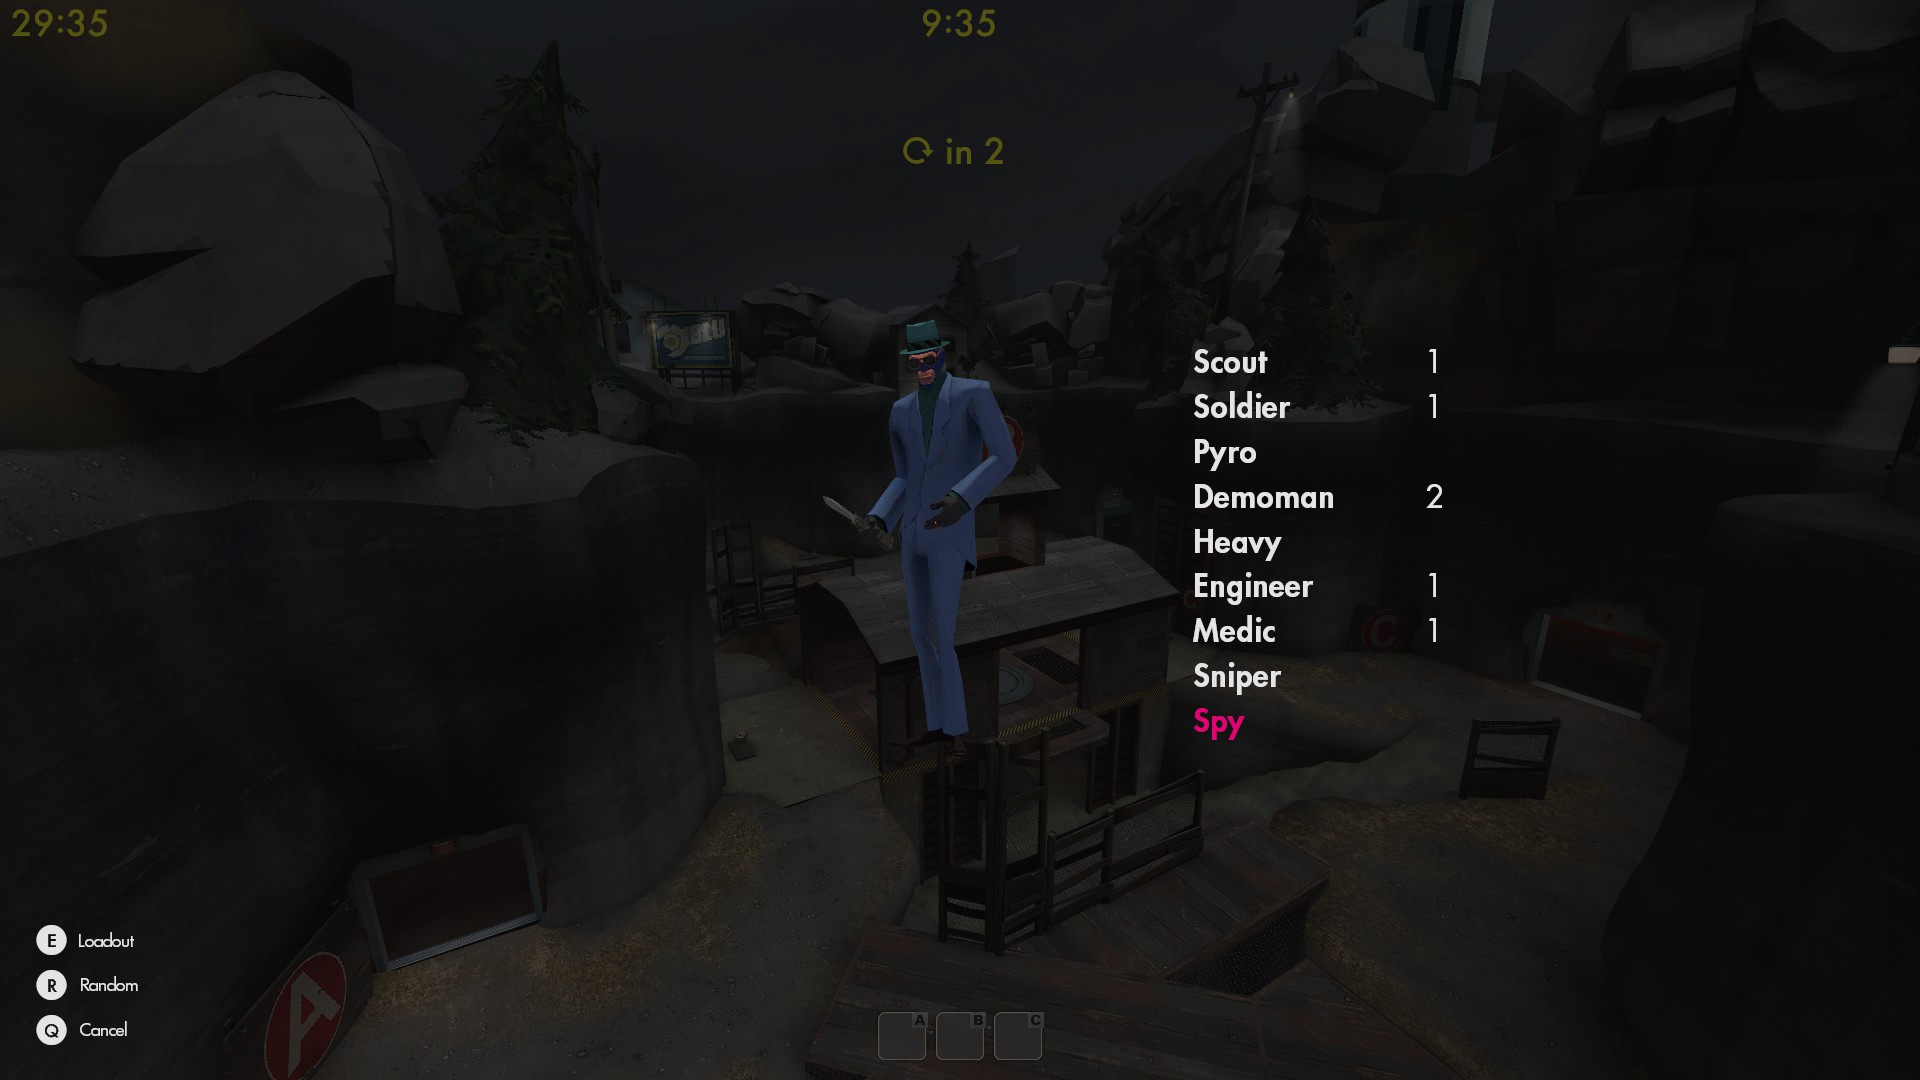 29:35
9:35
in 2
Scout 1
Soldier 1
Pyro
Demoman 2
Heavy
Engineer 1
Medic 1
Sniper
Spy
C
E Loadout
R Random
Q Cancel
A
A B C